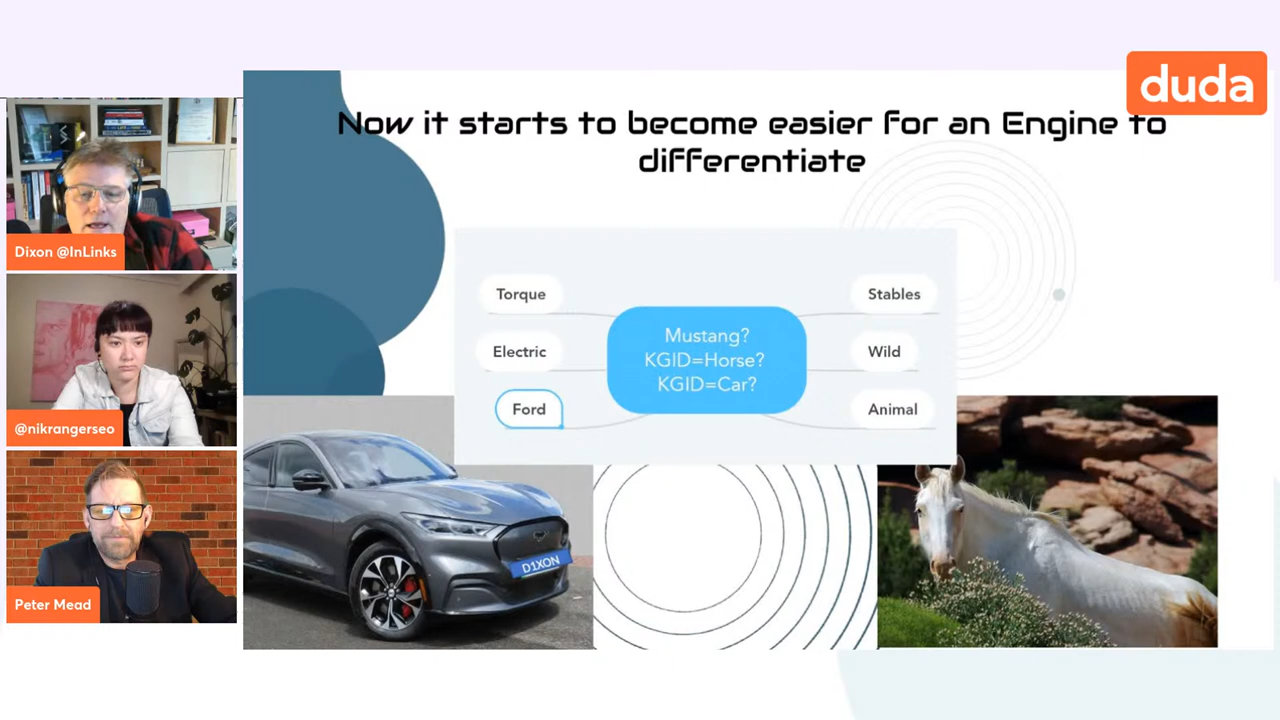 duda
Now it starts to become easier for an Engine to
differentiate
Dixon @InLinks
@nikrangerseo
Peter Mead
Torque
Electric
Ford
Mustang?
KGID=Horse?
KGID=Car?
Stables
Wild
Animal
D1XON